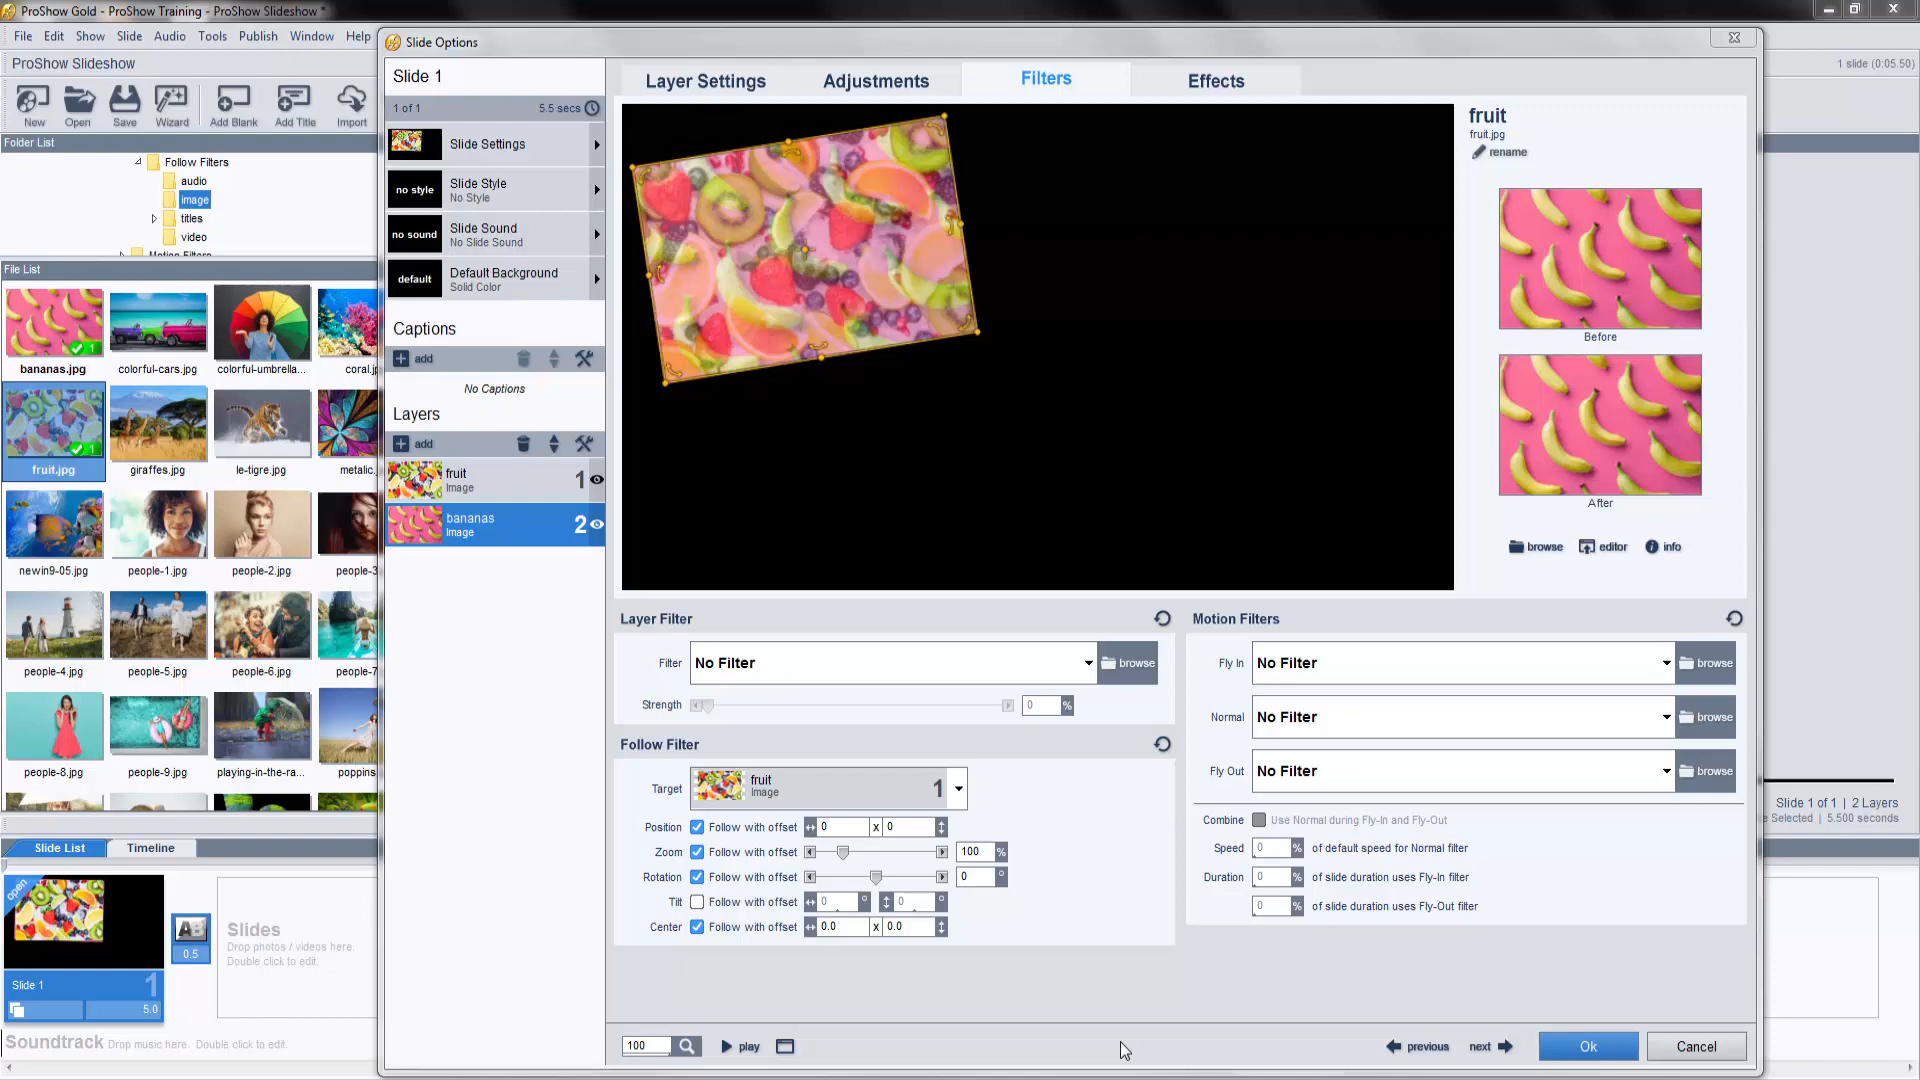 ProShow Gold - ProShow Training - ProShow Slideshow *
File Edit Show Slide Audio Tools Publish Window Help
ProShow Slideshow
1 slide (0:05.50)
New Open Save Wizard Add Blank Add Title Import
Folder List
Follow Filters
audio
image
titles
video
Motion Filters
File List
bananas.jpg colorful-cars.jpg colorful-umbrella... coral.j
fruit.jpg giraffes.jpg le-tigre.jpg metalic.
newin9-05.jpg people-1.jpg people-2.jpg people-3
people-4.jpg people-5.jpg people-6.jpg people-7
people-8.jpg people-9.jpg playing-in-the-ra... poppins
Slide List Timeline
open
AB
0.5
Slides
Drop photos / videos here.
Double click to edit.
Slide 1
1
5.0
Soundtrack Drop music here. Double click to edit.
Slide Options
Slide 1
1 of 1 5.5 secs
Slide Settings
no style
Slide Style
No Style
no sound
Slide Sound
No Slide Sound
default
Default Background
Solid Color
Captions
add
No Captions
Layers
add
fruit
Image
1
bananas
Image
2
Layer Settings Adjustments Filters Effects
fruit
fruit.jpg
rename
Before
After
browse editor info
Layer Filter
Filter No Filter browse
Strength 0 %
Follow Filter
Target fruit
Image
1
Position Follow with offset 0 x 0
Zoom Follow with offset 100 %
Rotation Follow with offset 0 °
Tilt Follow with offset 0 ° 0 °
Center Follow with offset 0.0 x 0.0
Motion Filters
Fly In No Filter browse
Normal No Filter browse
Fly Out No Filter browse
Combine Use Normal during Fly-In and Fly-Out
Speed 0 % of default speed for Normal filter
Duration 0 % of slide duration uses Fly-In filter
0 % of slide duration uses Fly-Out filter
100 play previous next Ok Cancel
Slide 1 of 1 | 2 Layers
e Selected | 5.500 seconds